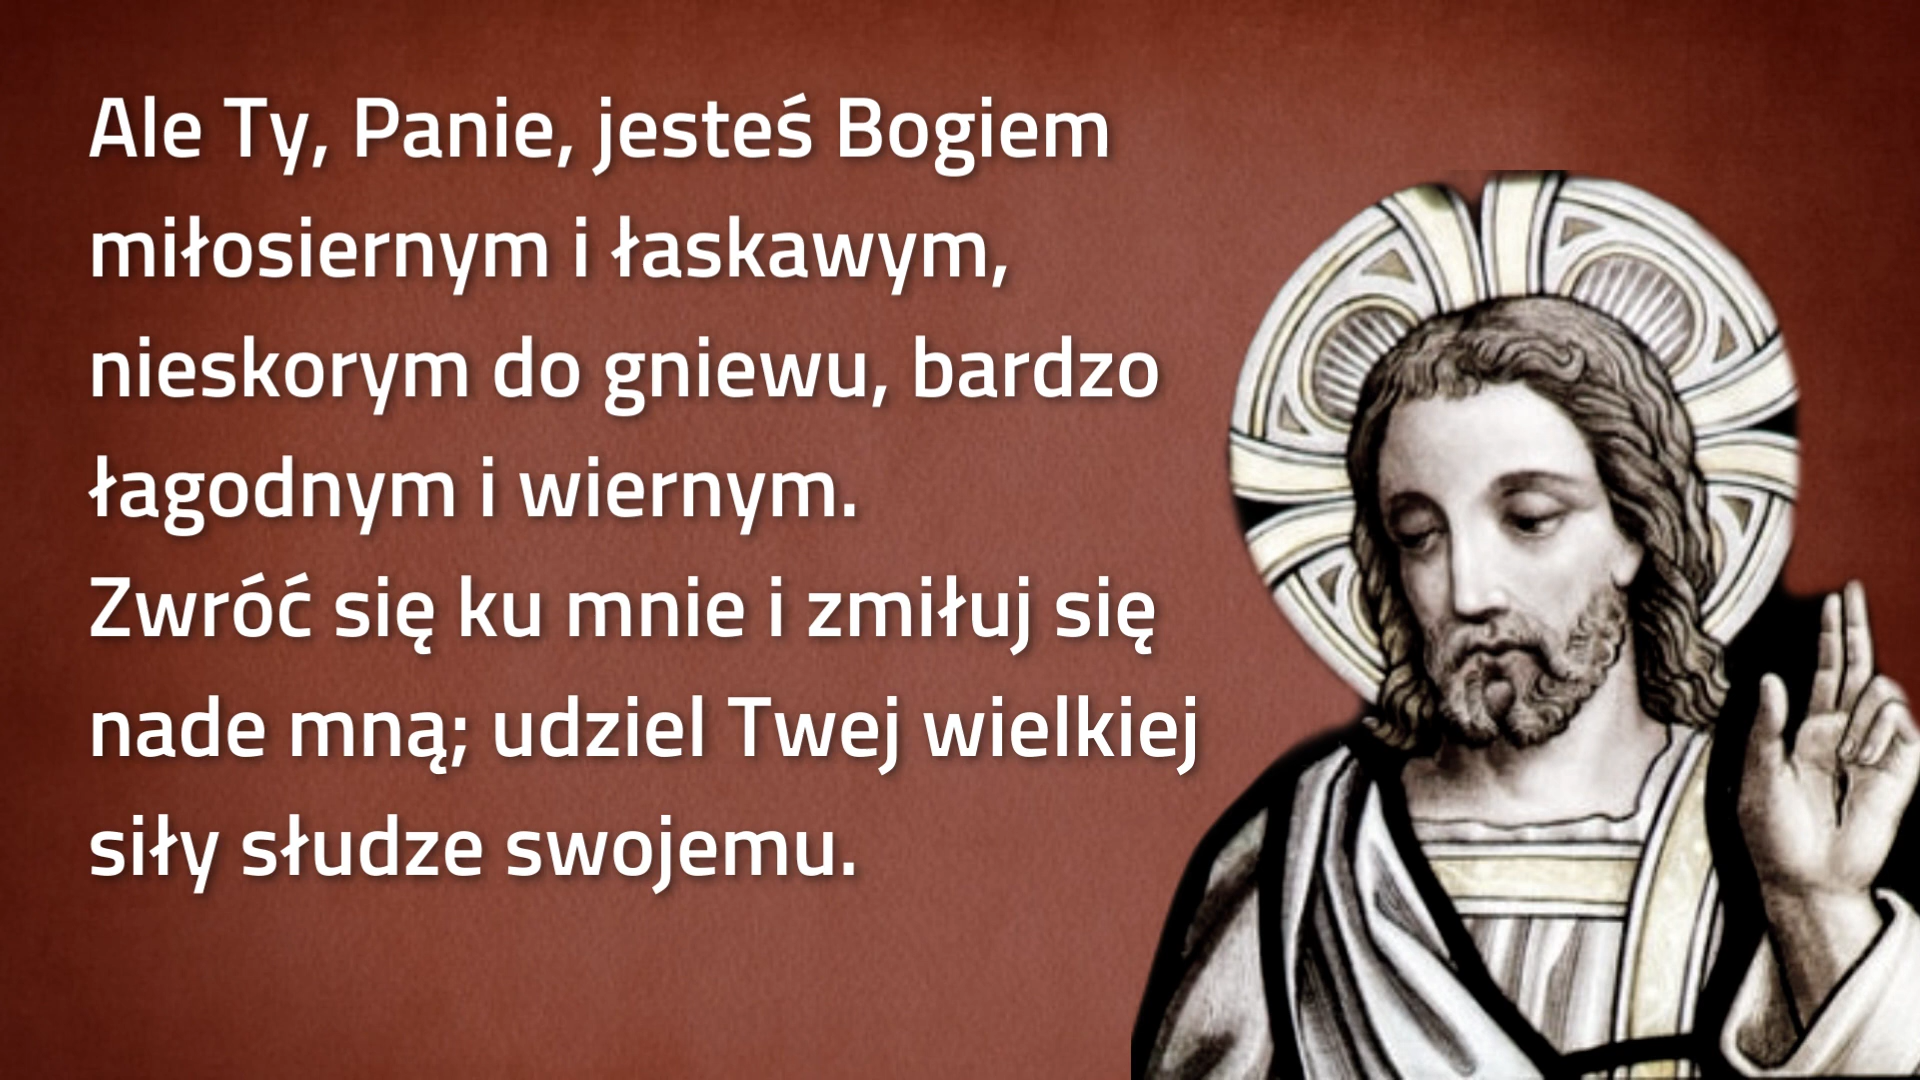 Ale Ty, Panie, jesteś Bogiem
miłosiernym i łaskawym,
nieskorym do gniewu, bardzo
łagodnym i wiernym.
Zwróć się ku mnie i zmiłuj się
nade mną; udziel Twej wielkiej
siły słudze swojemu.